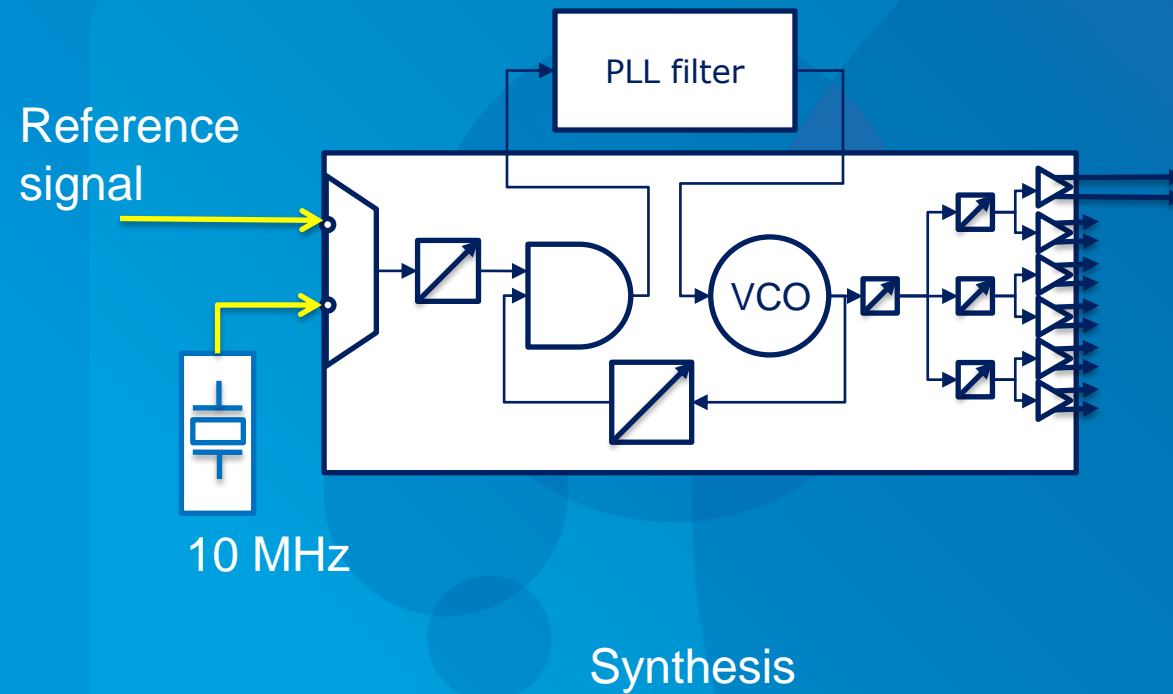 PLL filter
Reference
signal
VCO
10 MHz
Synthesis